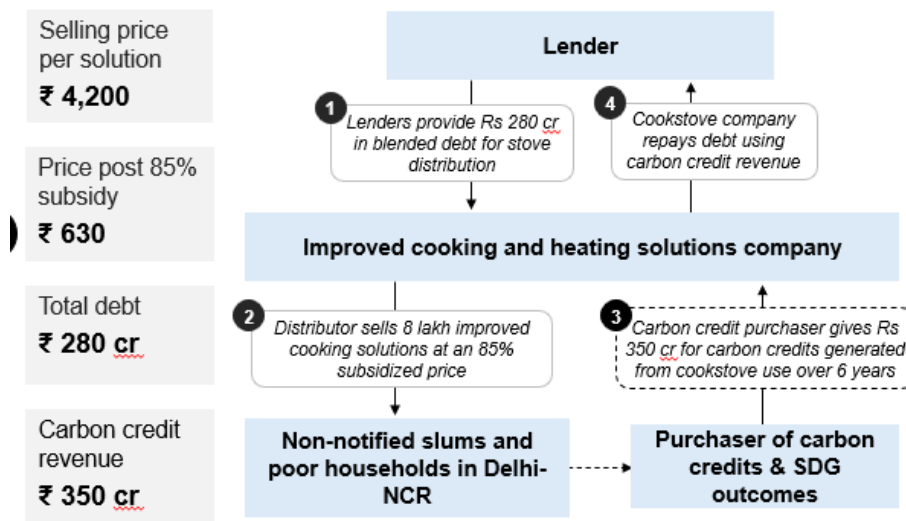 Selling price
per solution
₹ 4,200
Price post 85%
subsidy
₹ 630
Total debt
₹ 280 cr
Carbon credit
revenue
₹ 350 cr
Lender
1
Lenders provide Rs 280 cr
in blended debt for stove
distribution
4
Cookstove company
repays debt using
carbon credit revenue
Improved cooking and heating solutions company
2
Distributor sells 8 lakh improved
cooking solutions at an 85%
subsidized price
3
Carbon credit purchaser gives Rs
350 cr for carbon credits generated
from cookstove use over 6 years
Non-notified slums and
poor households in Delhi-
NCR
Purchaser of carbon
credits & SDG
outcomes